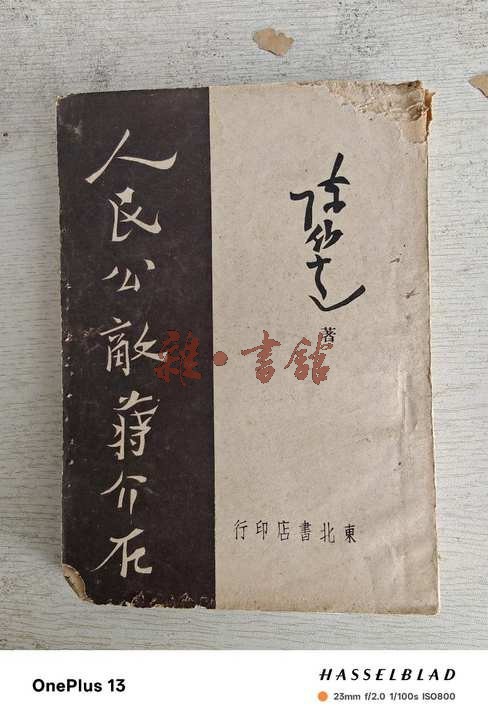 人民公敵蔣介石
陳伯達
著
東北書店印行
雜·書館
OnePlus 13
HASSELBLAD
23mm f/2.0 1/100s ISO800